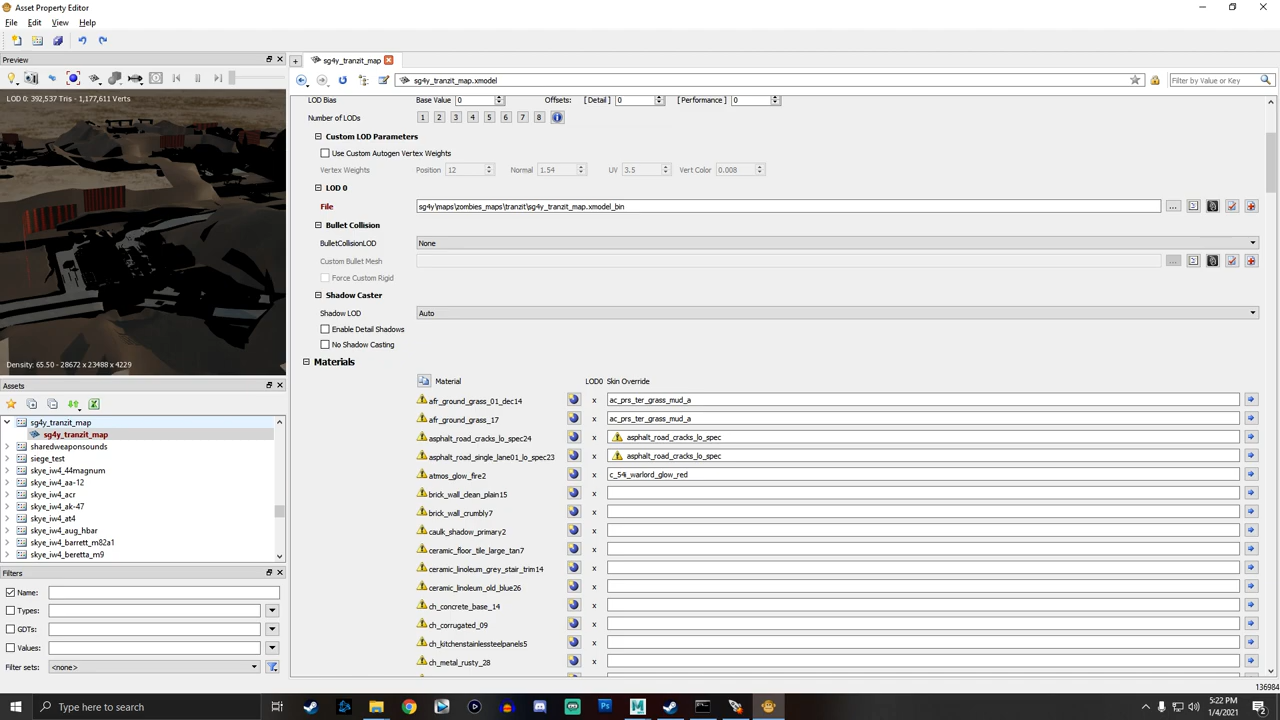 Asset Property Editor
File Edit View Help
Preview
LOD 0: 392,537 Tris - 1,177,611 Verts
Density: 65.50 - 28672 x 23488 x 4229
Assets
sg4y_tranzit_map
sg4y_tranzit_map
sharedweaponsounds
siege_test
skye_iw4_44magnum
skye_iw4_aa-12
skye_iw4_acr
skye_iw4_ak-47
skye_iw4_at4
skye_iw4_aug_hbar
skye_iw4_barrett_m82a1
skye_iw4_beretta_m9
Filters
Name:
Types:
GDTs:
Values:
Filter sets: <none>
sg4y_tranzit_map
sg4y_tranzit_map.xmodel
Filter by Value or Key
LOD Bias Base Value 0 Offsets: [ Detail ] 0 [ Performance ] 0
Number of LODs 1 2 3 4 5 6 7 8
Custom LOD Parameters
Use Custom Autogen Vertex Weights
Vertex Weights Position 12 Normal 1.54 UV 3.5 Vert Color 0.008
LOD 0
File sg4y\maps\zombies_maps\tranzit\sg4y_tranzit_map.xmodel_bin ...
Bullet Collision
BulletCollisionLOD None
Custom Bullet Mesh ...
Force Custom Rigid
Shadow Caster
Shadow LOD Auto
Enable Detail Shadows
No Shadow Casting
Materials
Material LOD0 Skin Override
afr_ground_grass_01_dec14 x ac_prs_ter_grass_mud_a
afr_ground_grass_17 x ac_prs_ter_grass_mud_a
asphalt_road_cracks_lo_spec24 x asphalt_road_cracks_lo_spec
asphalt_road_single_lane01_lo_spec23 x asphalt_road_cracks_lo_spec
atmos_glow_fire2 x c_54i_warlord_glow_red
brick_wall_clean_plain15 x
brick_wall_crumbly7 x
caulk_shadow_primary2 x
ceramic_floor_tile_large_tan7 x
ceramic_linoleum_grey_stair_trim14 x
ceramic_linoleum_old_blue26 x
ch_concrete_base_14 x
ch_corrugated_09 x
ch_kitchenstainlesssteelpanels5 x
ch_metal_rusty_28 x
136984
Type here to search
5:22 PM
1/4/2021